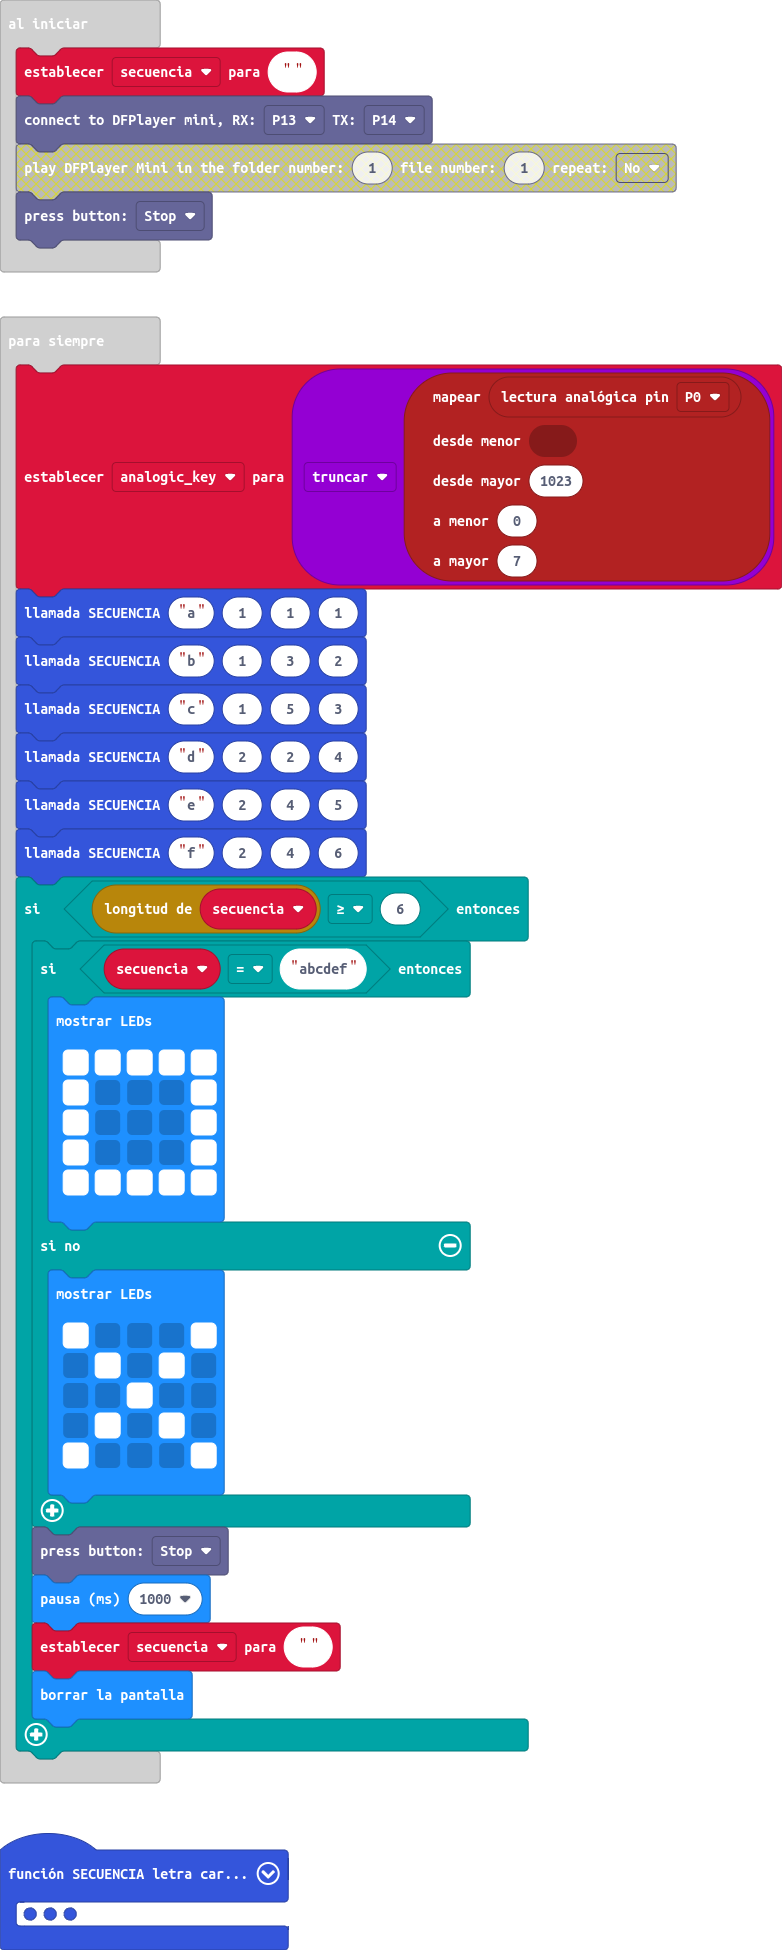 al iniciar
establecer secuencia para " "
connect to DFPlayer mini, RX: P13 TX: P14
play DFPlayer Mini in the folder number: 1 file number: 1 repeat: No
press button: Stop
para siempre
mapear lectura analógica pin P0
desde menor
establecer analogic_key para truncar desde mayor 1023
a menor 0
a mayor 7
llamada SECUENCIA "a" 1 1 1
llamada SECUENCIA "b" 1 3 2
llamada SECUENCIA "c" 1 5 3
llamada SECUENCIA "d" 2 2 4
llamada SECUENCIA "e" 2 4 5
llamada SECUENCIA "f" 2 4 6
si longitud de secuencia ≥ 6 entonces
si secuencia = "abcdef" entonces
mostrar LEDs
si no
mostrar LEDs
press button: Stop
pausa (ms) 1000
establecer secuencia para " "
borrar la pantalla
función SECUENCIA letra car...